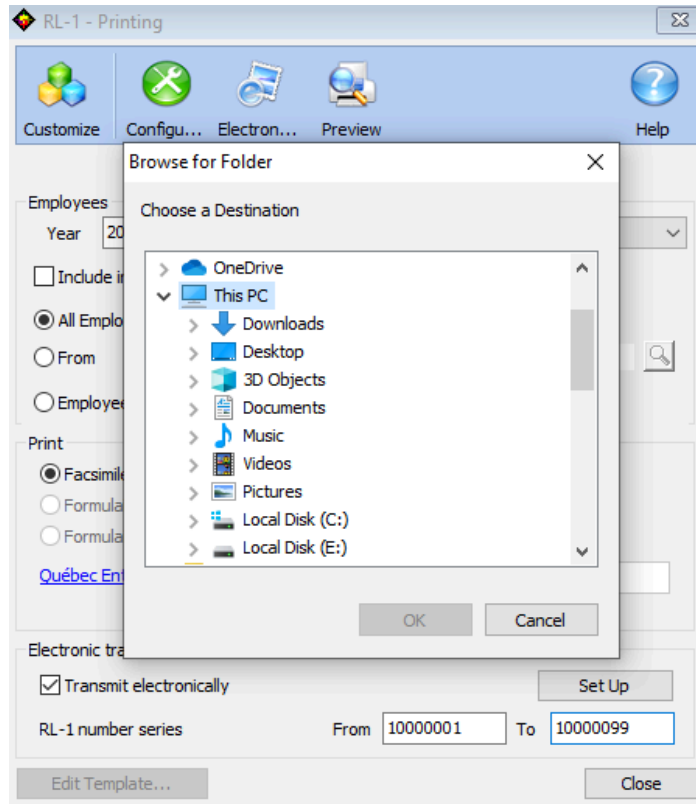 RL-1 - Printing
Customize Configu... Electron... Preview Help
Browse for Folder
Choose a Destination
Employees
Year 20
Include in
All Emplo
From
Employee
OneDrive
This PC
Downloads
Desktop
3D Objects
Documents
Music
Videos
Pictures
Local Disk (C:)
Local Disk (E:)
Print
Facsimile
Formula
Formula
Québec Ent
OK Cancel
Electronic tra
Transmit electronically Set Up
RL-1 number series From 10000001 To 10000099
Edit Template... Close